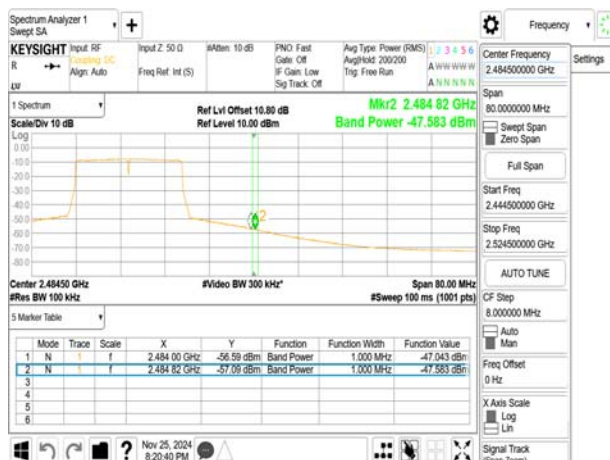 Spectrum Analyzer 1
Swept SA
+
Frequency
KEYSIGHT Input: RF Input Z: 50 Ω #Atten: 10 dB PNO: Fast Avg Type: Power (RMS) 1 2 3 4 5 6
R Coupling: DC Gate: Off Avg|Hold: 200/200 A W W W W W
Align: Auto Freq Ref: Int (S) IF Gain: Low Trig: Free Run
Sig Track: Off A N N N N N
1 Spectrum
Ref Lvl Offset 10.80 dB Mkr2 2.484 82 GHz
Scale/Div 10 dB Ref Level 10.00 dBm Band Power -47.583 dBm
Log
0.00
-10.0
-20.0
-30.0
-40.0
-50.0
-60.0
-70.0
-80.0
2
Center 2.48450 GHz #Video BW 300 kHz* Span 80.00 MHz
#Res BW 100 kHz #Sweep 100 ms (1001 pts)
5 Marker Table
Mode Trace Scale X Y Function Function Width Function Value
1 N 1 f 2.484 00 GHz -56.59 dBm Band Power 1.000 MHz -47.043 dBm
2 N 1 f 2.484 82 GHz -57.09 dBm Band Power 1.000 MHz -47.583 dBm
3
4
5
6
?
Nov 25, 2024
8:20:40 PM
Center Frequency
2.484500000 GHz
Settings
Span
80.0000000 MHz
Swept Span
Zero Span
Full Span
Start Freq
2.444500000 GHz
Stop Freq
2.524500000 GHz
AUTO TUNE
CF Step
8.000000 MHz
Auto
Man
Freq Offset
0 Hz
X Axis Scale
Log
Lin
Signal Track